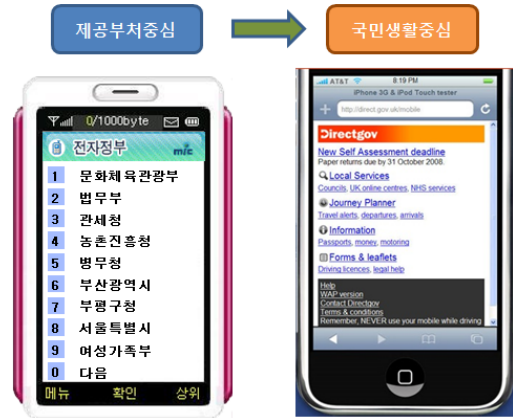 제공부처중심
국민생활중심
0/1000byte
전자정부
m/c
1 문화체육관광부
2 법무부
3 관세청
4 농촌진흥청
5 병무청
6 부산광역시
7 부평구청
8 서울특별시
9 여성가족부
0 다음
메뉴 확인 상위
AT&T 8:19 PM
iPhone 3G & iPod Touch tester
http://direct.gov.uk/mobile
Directgov
New Self Assessment deadline
Paper returns due by 31 October 2008.
Local Services
Councils, UK online centres, NHS services
Journey Planner
Travel alerts, departures, arrivals
Information
Passports, money, motoring
Forms & leaflets
Driving licences, legal help
Help
WAP version
Contact Directgov
Terms & conditions
Remember, NEVER use your mobile while driving